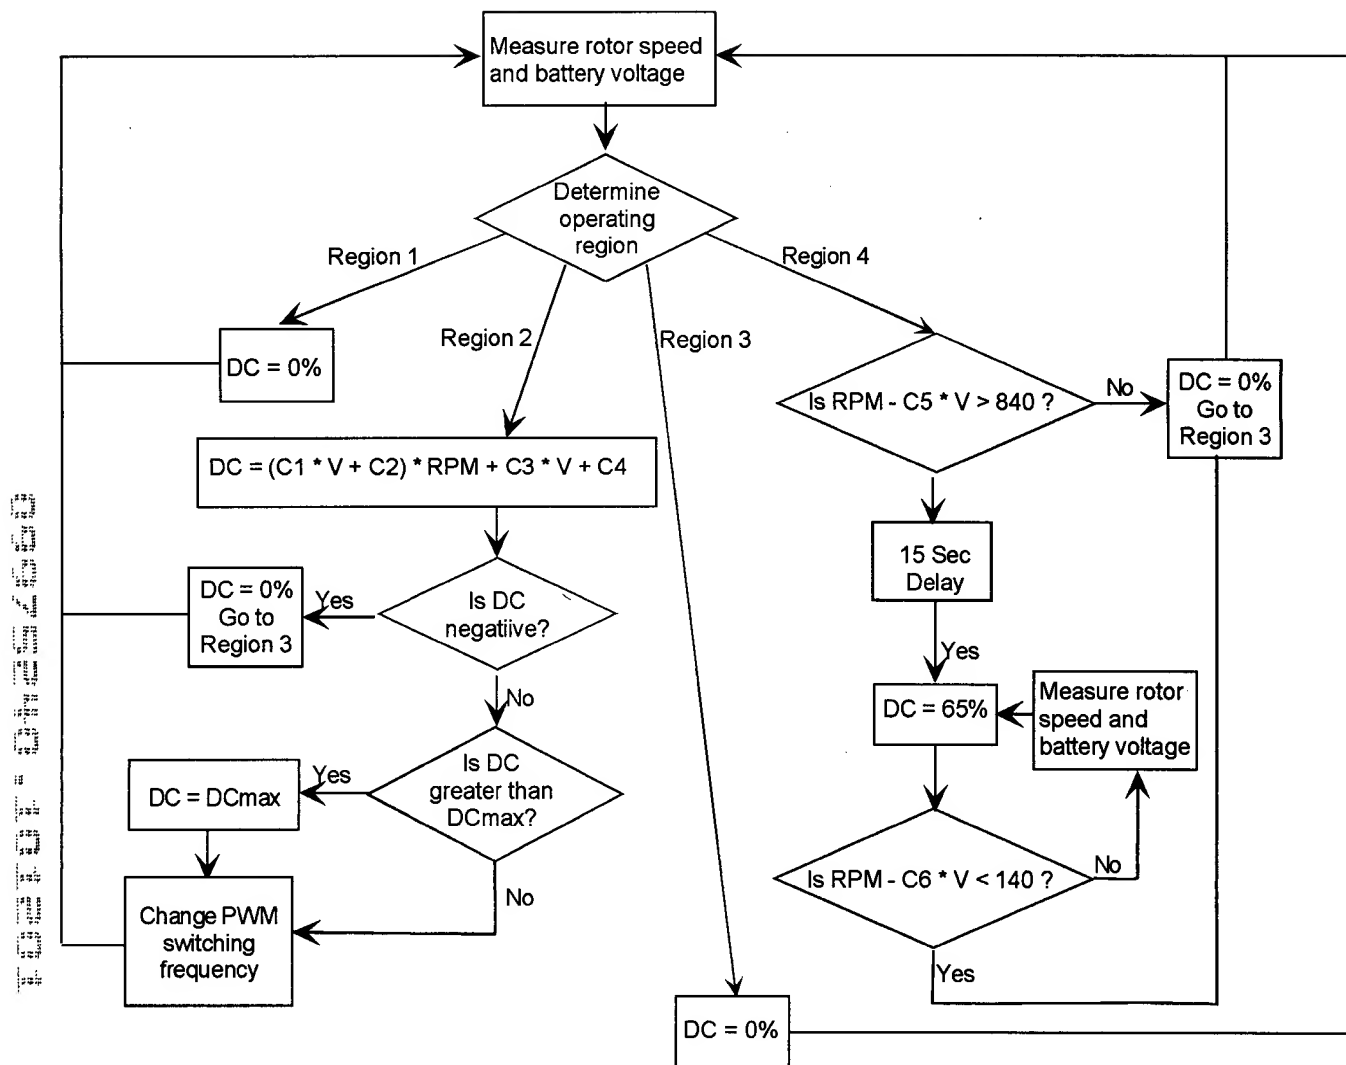 Measure rotor speed
and battery voltage
Determine
operating
region
Region 1
Region 2
Region 3
Region 4
DC = 0%
DC = (C1 * V + C2) * RPM + C3 * V + C4
Is DC
negatiive?
Yes
DC = 0%
Go to
Region 3
No
Is DC
greater than
DCmax?
Yes
DC = DCmax
No
Change PWM
switching
frequency
DC = 0%
Is RPM - C5 * V > 840 ?
No
DC = 0%
Go to
Region 3
15 Sec
Delay
Yes
DC = 65%
Measure rotor
speed and
battery voltage
Is RPM - C6 * V < 140 ?
No
Yes